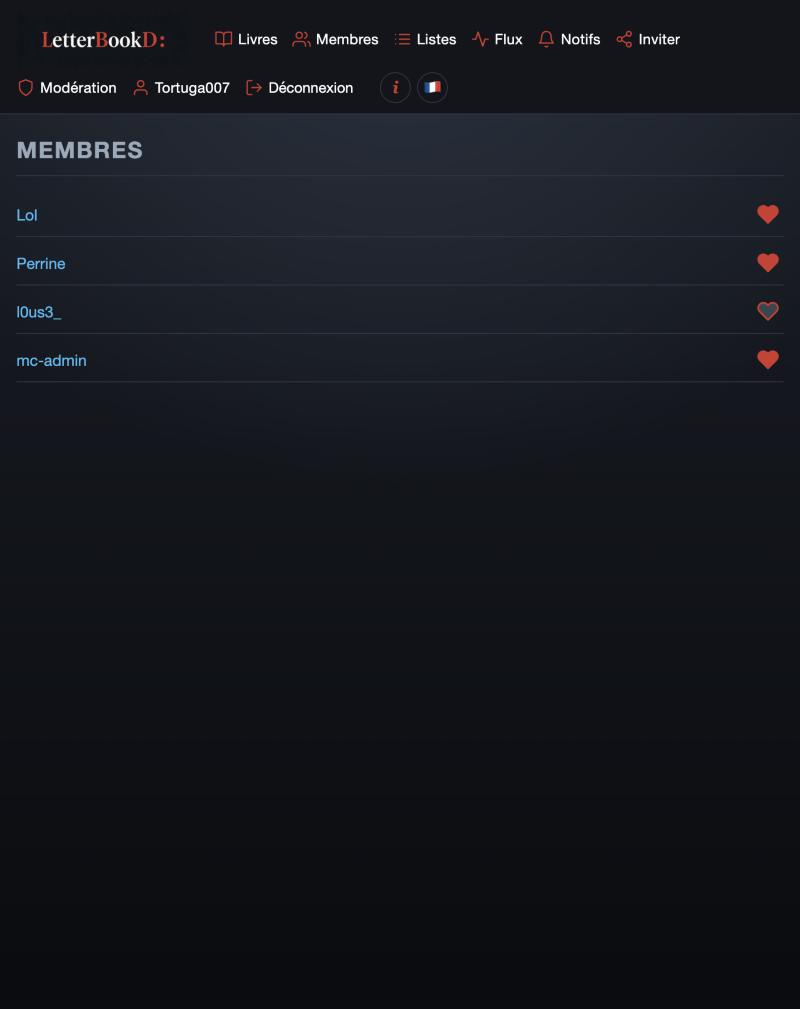 LetterBookD:
Livres Membres Listes Flux Notifs Inviter
Modération Tortuga007 Déconnexion i
MEMBRES
Lol
Perrine
l0us3_
mc-admin